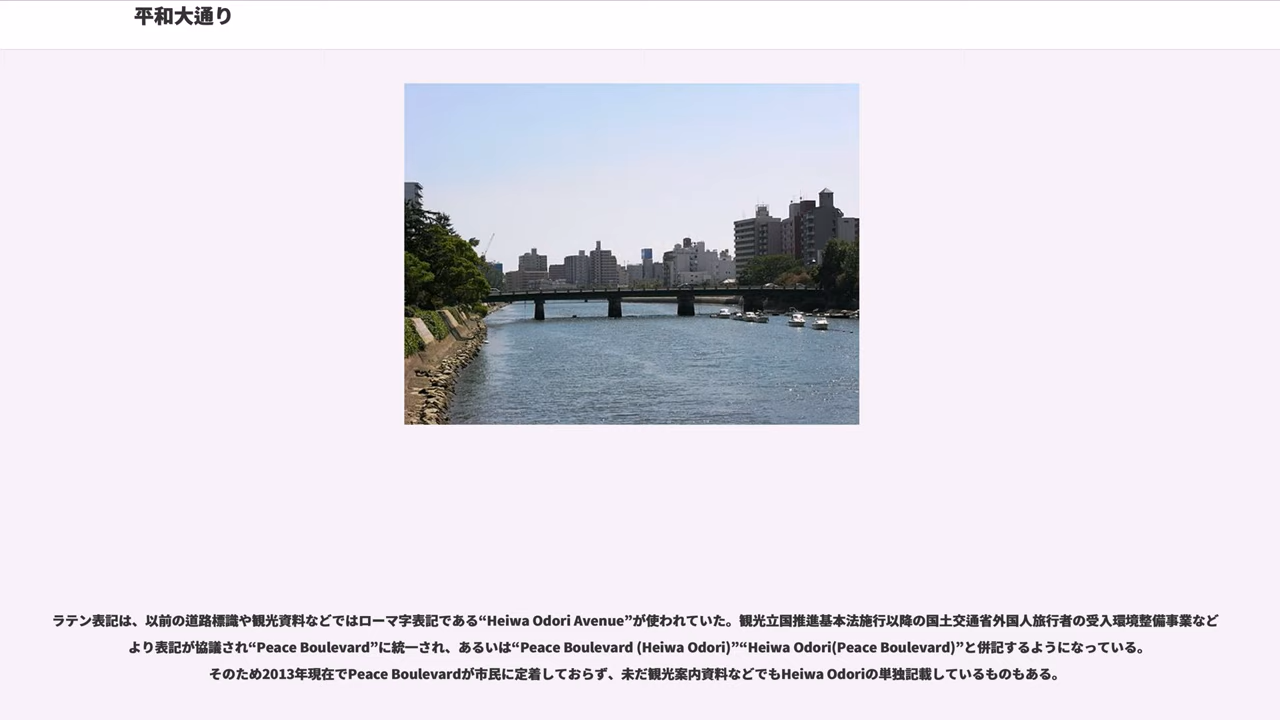 平和大通り
ラテン表記は、以前の道路標識や観光資料などではローマ字表記である“Heiwa Odori Avenue”が使われていた。観光立国推進基本法施行以降の国土交通省外国人旅行者の受入環境整備事業など
より表記が協議され“Peace Boulevard”に統一され、あるいは“Peace Boulevard (Heiwa Odori)”“Heiwa Odori(Peace Boulevard)”と併記するようになっている。
そのため2013年現在でPeace Boulevardが市民に定着しておらず、未だ観光案内資料などでもHeiwa Odoriの単独記載しているものもある。